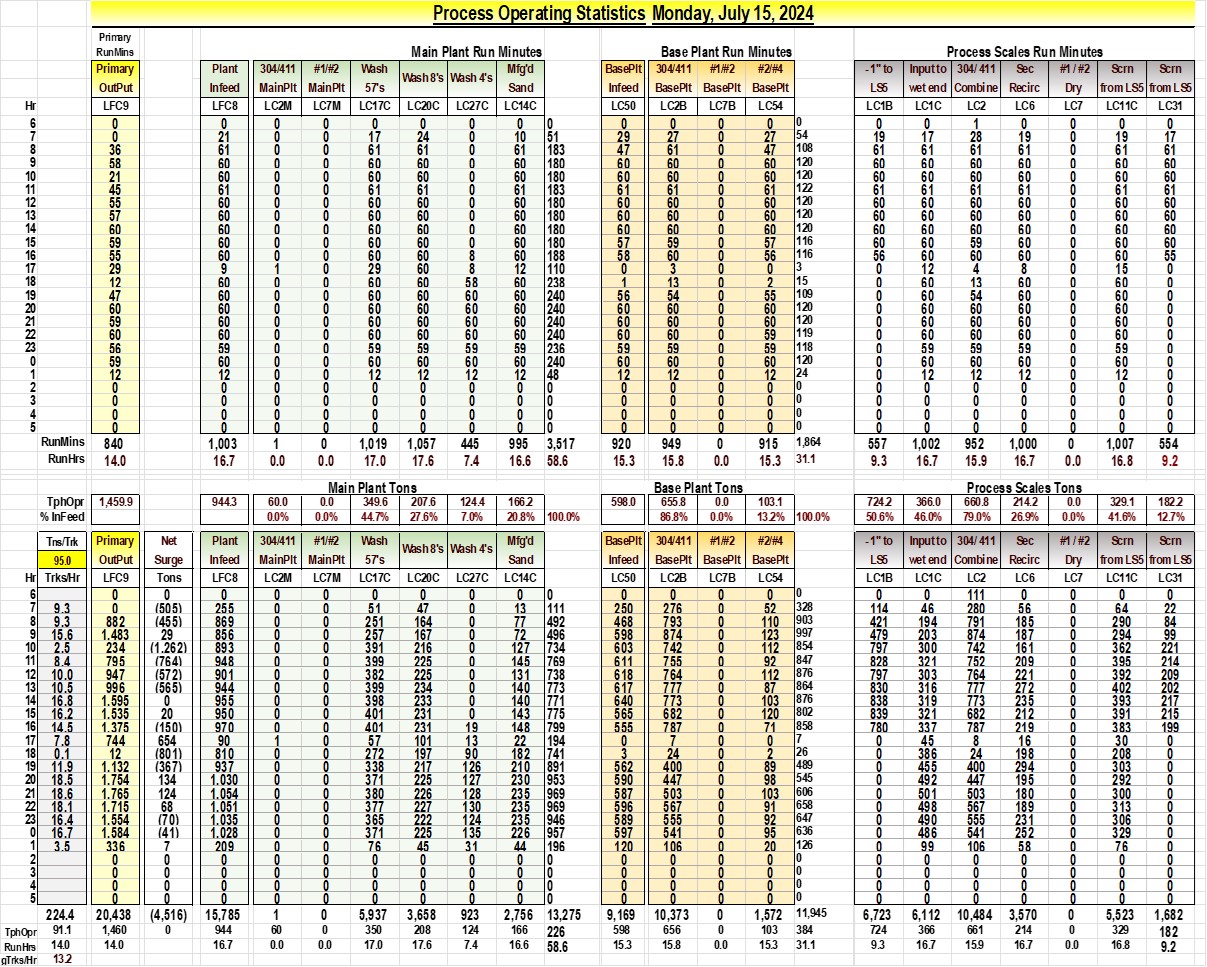 Process Operating Statistics Monday, July 15, 2024
Primary
RunMins Main Plant Run Minutes Base Plant Run Minutes Process Scales Run Minutes
Primary Plant 304/411 #1/#2 Wash Wash 8's Wash 4's Mfg'd BasePlt 304/411 #1/#2 #2/#4 -1" to Input to 304/ 411 Sec #1 / #2 Scrn Scrn
OutPut Infeed MainPlt MainPlt 57's Sand Infeed BasePlt BasePlt BasePlt LS5 wet end Combine Recirc Dry from LS5 from LS5
Hr LFC9 LFC8 LC2M LC7M LC17C LC20C LC27C LC14C LC50 LC2B LC7B LC54 LC1B LC1C LC2 LC6 LC7 LC11C LC31
6 0 0 0 0 0 0 0 0 0 0 0 0 0 0 0 0 1 0 0 0 0
7 0 21 0 0 17 24 0 10 51 29 27 0 27 54 19 17 28 19 0 19 17
8 36 61 0 0 61 61 0 61 183 47 61 0 47 108 61 61 61 61 0 61 61
9 58 60 0 0 60 60 0 60 180 60 60 0 60 120 60 60 60 60 0 60 60
10 21 60 0 0 60 60 0 60 180 60 60 0 60 120 60 60 60 60 0 60 60
11 45 61 0 0 61 61 0 61 183 61 61 0 61 122 61 61 61 61 0 61 61
12 55 60 0 0 60 60 0 60 180 60 60 0 60 120 60 60 60 60 0 60 60
13 57 60 0 0 60 60 0 60 180 60 60 0 60 120 60 60 60 60 0 60 60
14 60 60 0 0 60 60 0 60 180 60 60 0 60 120 60 60 60 60 0 60 60
15 59 60 0 0 60 60 0 60 180 57 59 0 57 116 60 60 59 60 0 60 60
16 55 60 0 0 60 60 8 60 188 58 60 0 56 116 56 60 60 60 0 60 55
17 29 9 1 0 29 60 8 12 110 0 3 0 0 3 0 12 4 8 0 15 0
18 12 60 0 0 60 60 58 60 238 1 13 0 2 15 0 60 13 60 0 60 0
19 47 60 0 0 60 60 60 60 240 56 54 0 55 109 0 60 54 60 0 60 0
20 60 60 0 0 60 60 60 60 240 60 60 0 60 120 0 60 60 60 0 60 0
21 59 60 0 0 60 60 60 60 240 60 60 0 60 120 0 60 60 60 0 60 0
22 60 60 0 0 60 60 60 60 240 60 60 0 59 119 0 60 60 60 0 60 0
23 56 59 0 0 59 59 59 59 236 59 59 0 59 118 0 59 59 59 0 60 0
0 59 60 0 0 60 60 60 60 240 60 60 0 60 120 0 60 60 60 0 60 0
1 12 12 0 0 12 12 12 12 48 12 12 0 12 24 0 12 12 12 0 12 0
2 0 0 0 0 0 0 0 0 0 0 0 0 0 0 0 0 0 0 0 0 0
3 0 0 0 0 0 0 0 0 0 0 0 0 0 0 0 0 0 0 0 0 0
4 0 0 0 0 0 0 0 0 0 0 0 0 0 0 0 0 0 0 0 0 0
5 0 0 0 0 0 0 0 0 0 0 0 0 0 0 0 0 0 0 0 0 0
RunMins 840 1,003 1 0 1,019 1,057 445 995 3,517 920 949 0 915 1,864 557 1,002 952 1,000 0 1,007 554
RunHrs 14.0 16.7 0.0 0.0 17.0 17.6 7.4 16.6 58.6 15.3 15.8 0.0 15.3 31.1 9.3 16.7 15.9 16.7 0.0 16.8 9.2
Main Plant Tons Base Plant Tons Process Scales Tons
TphOpr 1,459.9 944.3 60.0 0.0 349.6 207.6 124.4 166.2 598.0 655.8 0.0 103.1 724.2 366.0 660.8 214.2 0.0 329.1 182.2
% InFeed 0.0% 0.0% 44.7% 27.6% 7.0% 20.8% 100.0% 86.8% 0.0% 13.2% 100.0% 50.6% 46.0% 79.0% 26.9% 0.0% 41.6% 12.7%
Tns/Trk Primary Net Plant 304/411 #1/#2 Wash Wash 8's Wash 4's Mfg'd BasePlt 304/411 #1/#2 #2/#4 -1" to Input to 304/ 411 Sec #1 / #2 Scrn Scrn
95.0 OutPut Surge Infeed MainPlt MainPlt 57's Sand Infeed BasePlt BasePlt BasePlt LS5 wet end Combine Recirc Dry from LS5 from LS5
Hr Trks/Hr LFC9 Tons LFC8 LC2M LC7M LC17C LC20C LC27C LC14C LC50 LC2B LC7B LC54 LC1B LC1C LC2 LC6 LC7 LC11C LC31
6 0 0 0 0 0 0 0 0 0 0 0 0 0 0 0 0 0 111 0 0 0 0
7 9.3 0 (505) 255 0 0 51 47 0 13 111 250 276 0 52 328 114 46 280 56 0 64 22
8 9.3 882 (455) 869 0 0 251 164 0 77 492 468 793 0 110 903 421 194 791 185 0 290 84
9 15.6 1.483 29 856 0 0 257 167 0 72 496 598 874 0 123 997 479 203 874 187 0 294 99
10 2.5 234 (1.262) 893 0 0 391 216 0 127 734 603 742 0 112 854 797 300 742 161 0 362 221
11 8.4 795 (764) 948 0 0 399 225 0 145 769 611 755 0 92 847 828 321 752 209 0 395 214
12 10.0 947 (572) 901 0 0 382 225 0 131 738 618 764 0 112 876 797 303 764 221 0 392 209
13 10.5 996 (565) 944 0 0 399 234 0 140 773 617 777 0 87 864 830 316 777 272 0 402 202
14 16.8 1.595 0 955 0 0 398 233 0 140 771 640 773 0 103 876 838 319 773 235 0 393 217
15 16.2 1.535 20 950 0 0 401 231 0 143 775 565 682 0 120 802 839 321 682 212 0 391 215
16 14.5 1.375 (150) 970 0 0 401 231 19 148 799 555 787 0 71 858 780 337 787 219 0 383 199
17 7.8 744 654 90 1 0 57 101 13 22 194 0 7 0 0 7 0 45 8 16 0 30 0
18 0.1 12 (801) 810 0 0 272 197 90 182 741 3 24 0 2 26 0 386 24 198 0 208 0
19 11.9 1.132 (367) 937 0 0 338 217 126 210 891 562 400 0 89 489 0 455 400 294 0 303 0
20 18.5 1.754 134 1.030 0 0 371 225 127 230 953 590 447 0 98 545 0 492 447 195 0 292 0
21 18.6 1.765 124 1.054 0 0 380 226 128 235 969 587 503 0 103 606 0 501 503 180 0 300 0
22 18.1 1.715 68 1.051 0 0 377 227 130 235 969 596 567 0 91 658 0 498 567 189 0 313 0
23 16.4 1.554 (70) 1.035 0 0 365 222 124 235 946 589 555 0 92 647 0 490 555 231 0 306 0
0 16.7 1.584 (41) 1.028 0 0 371 225 135 226 957 597 541 0 95 636 0 486 541 252 0 329 0
1 3.5 336 7 209 0 0 76 45 31 44 196 120 106 0 20 126 0 99 106 58 0 76 0
2 0 0 0 0 0 0 0 0 0 0 0 0 0 0 0 0 0 0 0 0 0 0
3 0 0 0 0 0 0 0 0 0 0 0 0 0 0 0 0 0 0 0 0 0 0
4 0 0 0 0 0 0 0 0 0 0 0 0 0 0 0 0 0 0 0 0 0 0
5 0 0 0 0 0 0 0 0 0 0 0 0 0 0 0 0 0 0 0 0 0 0
224.4 20,438 (4,516) 15,785 1 0 5,937 3,658 923 2,756 13,275 9,169 10,373 0 1,572 11,945 6,723 6,112 10,484 3,570 0 5,523 1,682
TphOpr 91.1 1,460 0 944 60 0 350 208 124 166 226 598 656 0 103 384 724 366 661 214 0 329 182
RunHrs 14.0 14.0 16.7 0.0 0.0 17.0 17.6 7.4 16.6 58.6 15.3 15.8 0.0 15.3 31.1 9.3 16.7 15.9 16.7 0.0 16.8 9.2
gTrks/Hr 13.2